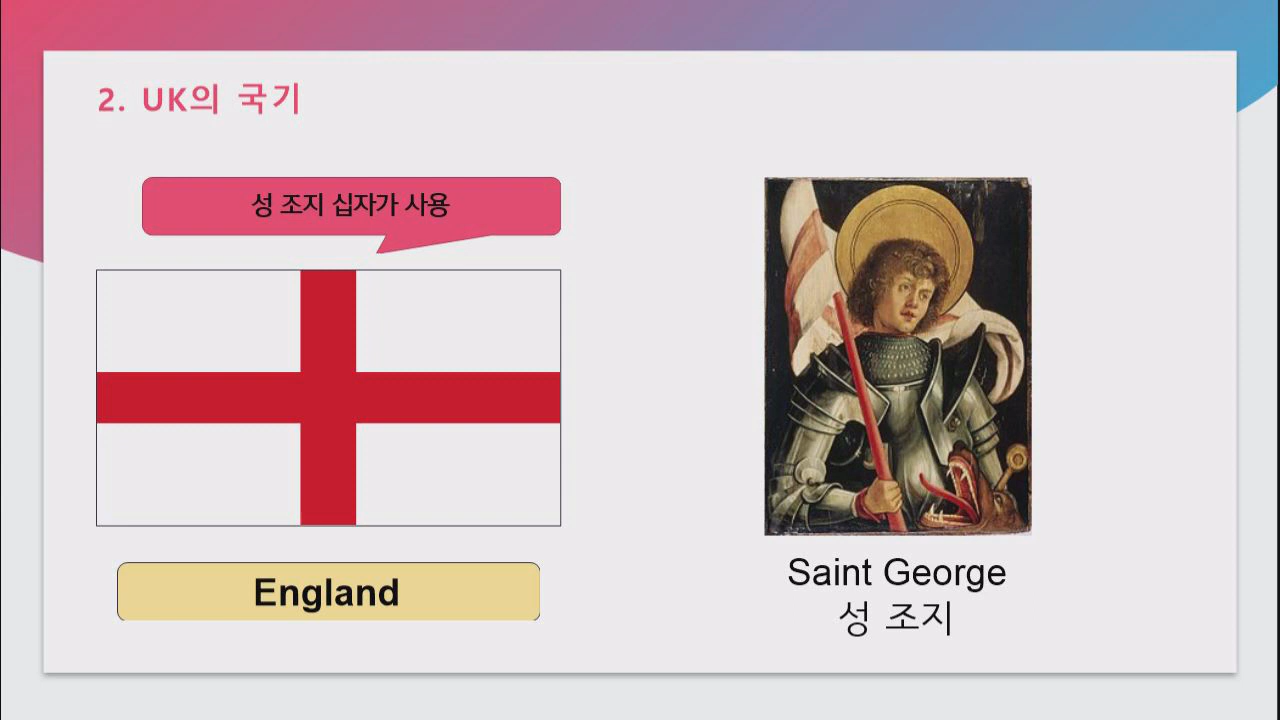 2. UK의 국기
성 조지 십자가 사용
England
Saint George
성 조지